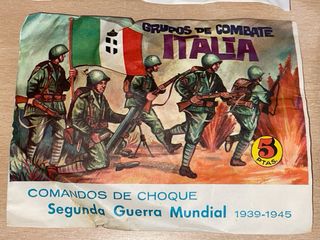 GRUPOS DE COMBATE
ITALIA
5
PTAS.
COMANDOS DE CHOQUE
Segunda Guerra Mundial 1939-1945